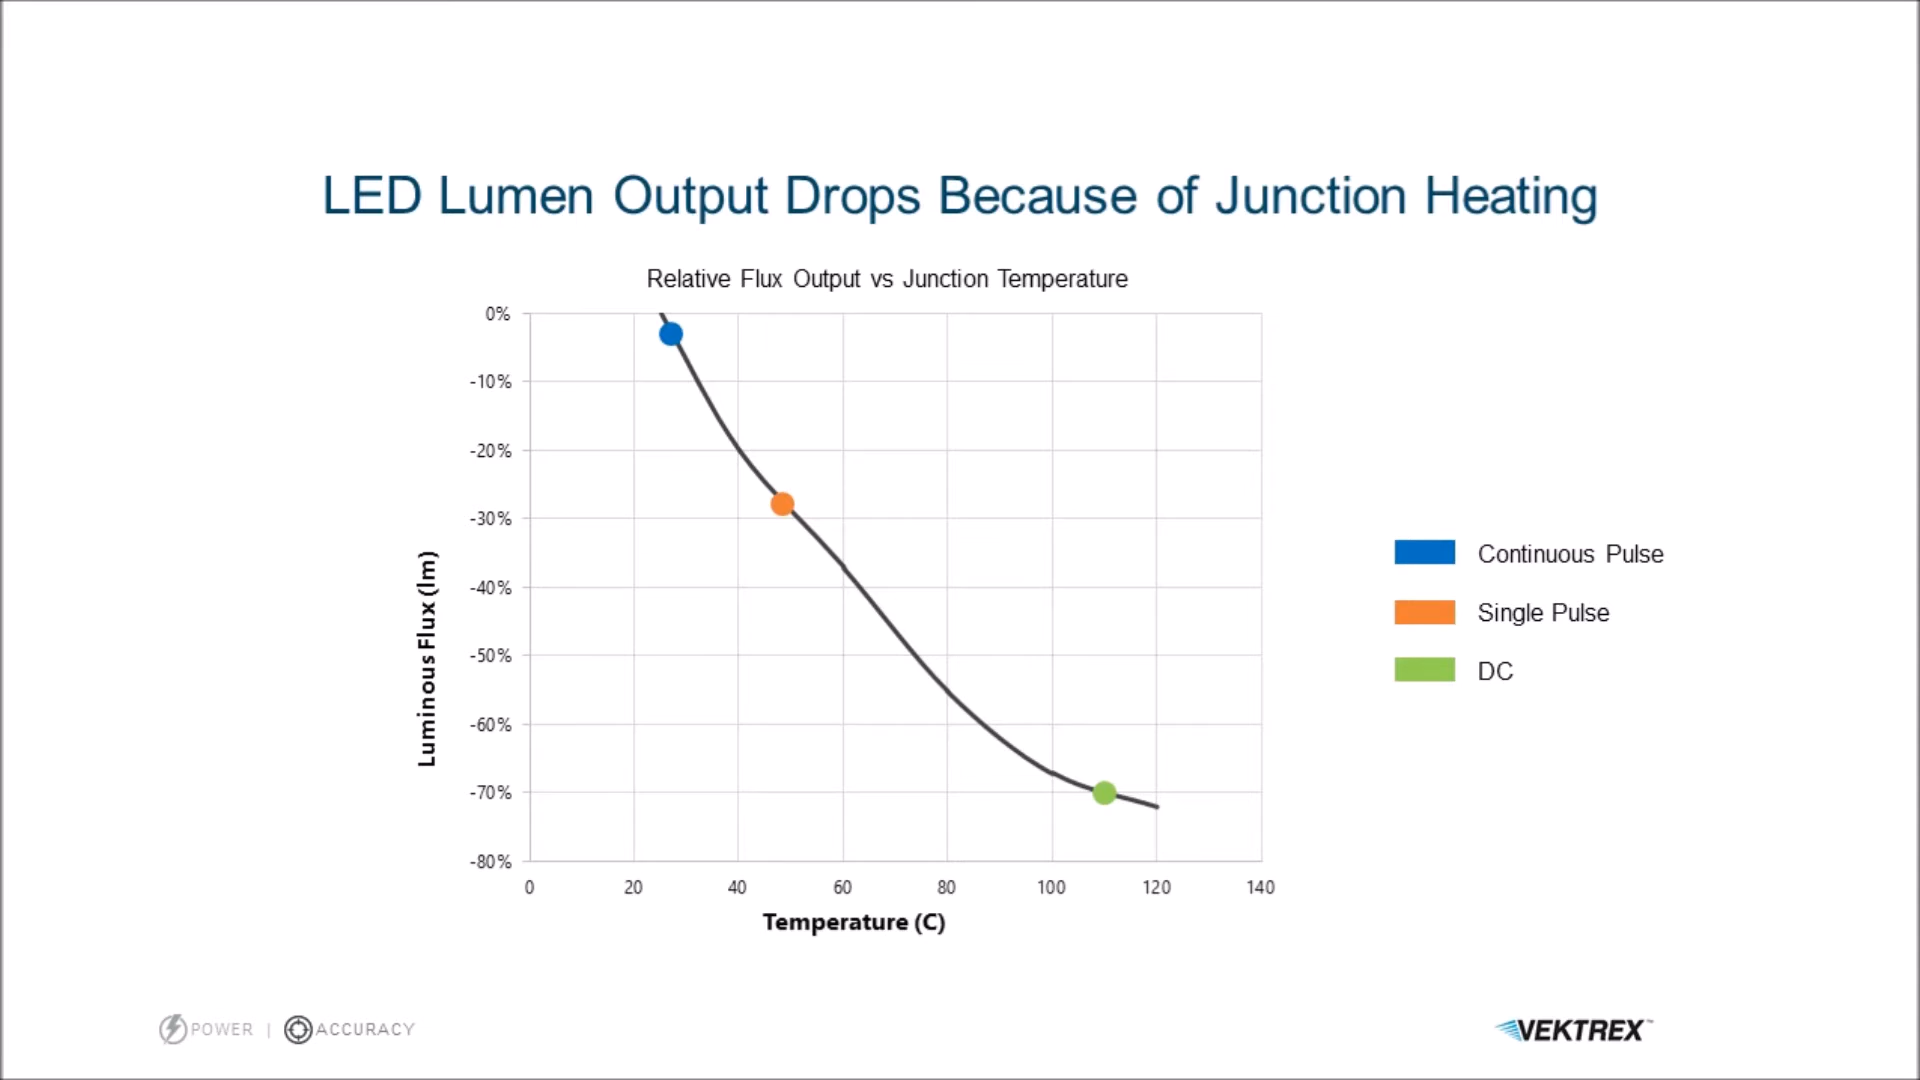 LED Lumen Output Drops Because of Junction Heating
Relative Flux Output vs Junction Temperature
0%
-10%
-20%
-30%
-40%
-50%
-60%
-70%
-80%
Luminous Flux (lm)
0 20 40 60 80 100 120 140
Temperature (C)
Continuous Pulse
Single Pulse
DC
POWER | ACCURACY
VEKTREX™